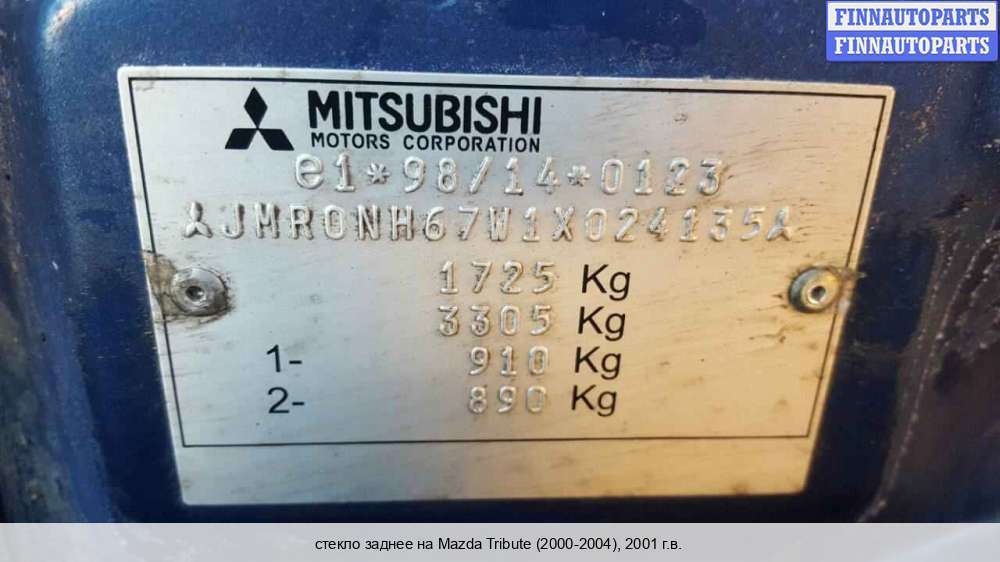 FINNAUTOPARTS
FINNAUTOPARTS
MITSUBISHI
MOTORS CORPORATION
e1*98/14*0123
JMR0NH67W1X024135
1725 Kg
3305 Kg
1- 910 Kg
2- 890 Kg
стекло заднее на Mazda Tribute (2000-2004), 2001 г.в.